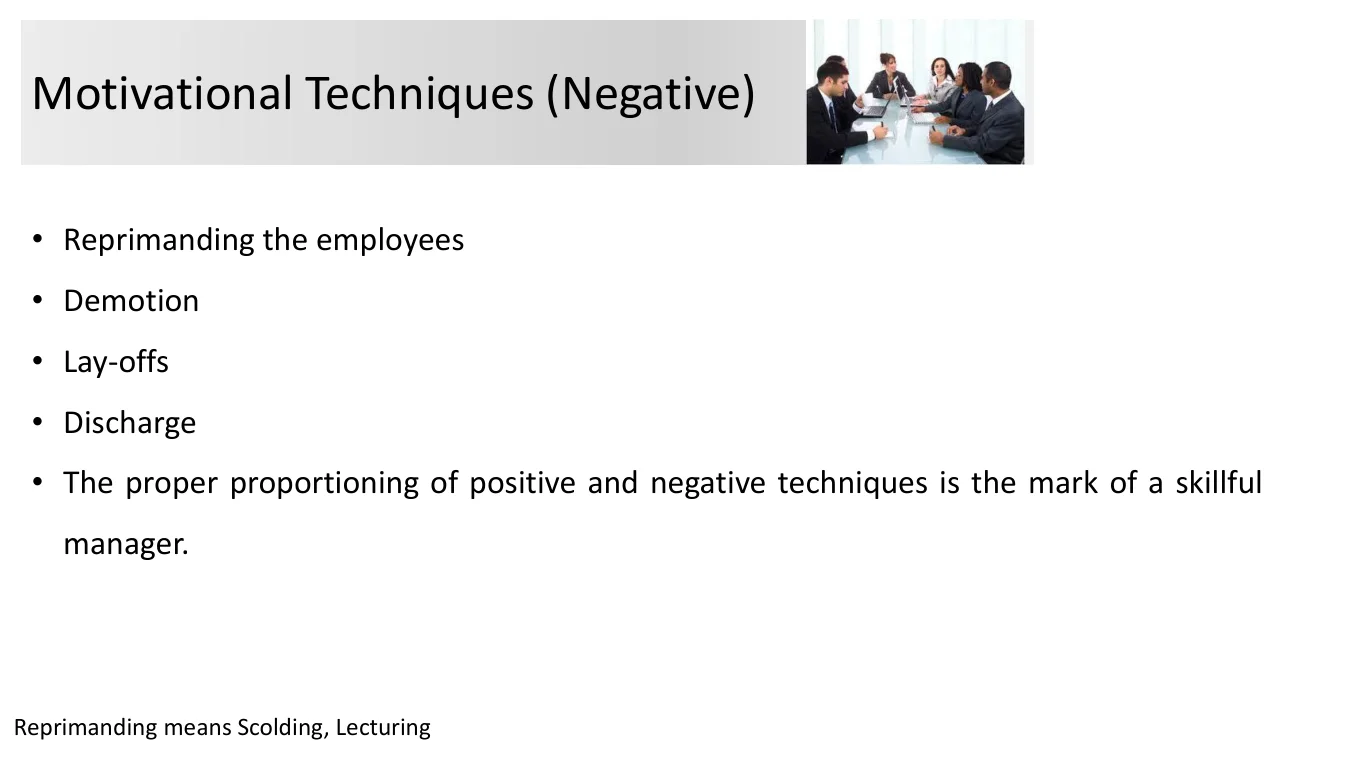 Motivational Techniques (Negative)
• Reprimanding the employees
• Demotion
• Lay-offs
• Discharge
• The proper proportioning of positive and negative techniques is the mark of a skillful
manager.
Reprimanding means Scolding, Lecturing